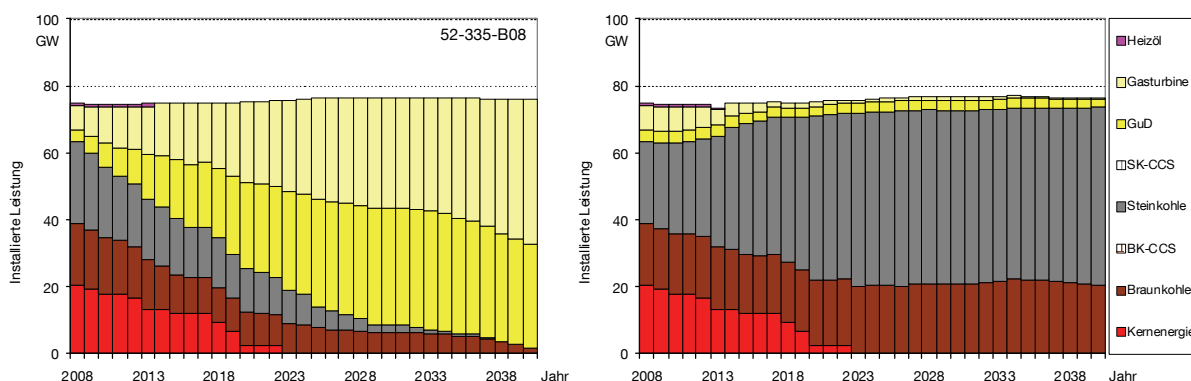 100
GW
80
60
40
20
0
Installierte Leistung
52-335-B08
2008 2013 2018 2023 2028 2033 2038 Jahr
100
GW
80
60
40
20
0
Installierte Leistung
2008 2013 2018 2023 2028 2033 2038 Jahr
Heizöl
Gasturbine
GuD
SK-CCS
Steinkohle
BK-CCS
Braunkohle
Kernenergie